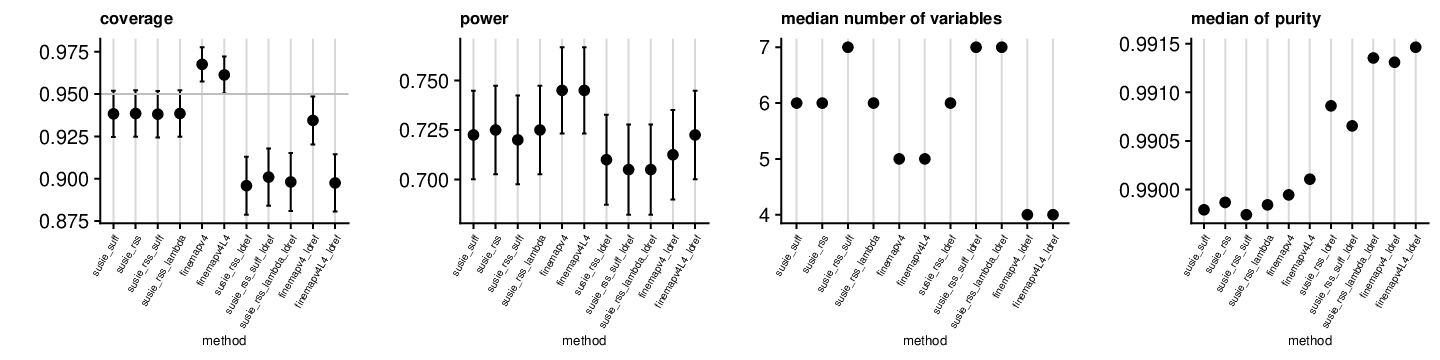 coverage
0.975
0.950
0.925
0.900
0.875
susie_suff
susie_rss
susie_rss_suff
susie_rss_lambda
finemapv4
finemapv4L4
susie_rss_ldref
susie_rss_suff_ldref
susie_rss_lambda_ldref
finemapv4_ldref
finemapv4L4_ldref
method
power
0.750
0.725
0.700
susie_suff
susie_rss
susie_rss_suff
susie_rss_lambda
finemapv4
finemapv4L4
susie_rss_ldref
susie_rss_suff_ldref
susie_rss_lambda_ldref
finemapv4_ldref
finemapv4L4_ldref
method
median number of variables
7
6
5
4
susie_suff
susie_rss
susie_rss_suff
susie_rss_lambda
finemapv4
finemapv4L4
susie_rss_ldref
susie_rss_suff_ldref
susie_rss_lambda_ldref
finemapv4_ldref
finemapv4L4_ldref
method
median of purity
0.9915
0.9910
0.9905
0.9900
susie_suff
susie_rss
susie_rss_suff
susie_rss_lambda
finemapv4
finemapv4L4
susie_rss_ldref
susie_rss_suff_ldref
susie_rss_lambda_ldref
finemapv4_ldref
finemapv4L4_ldref
method